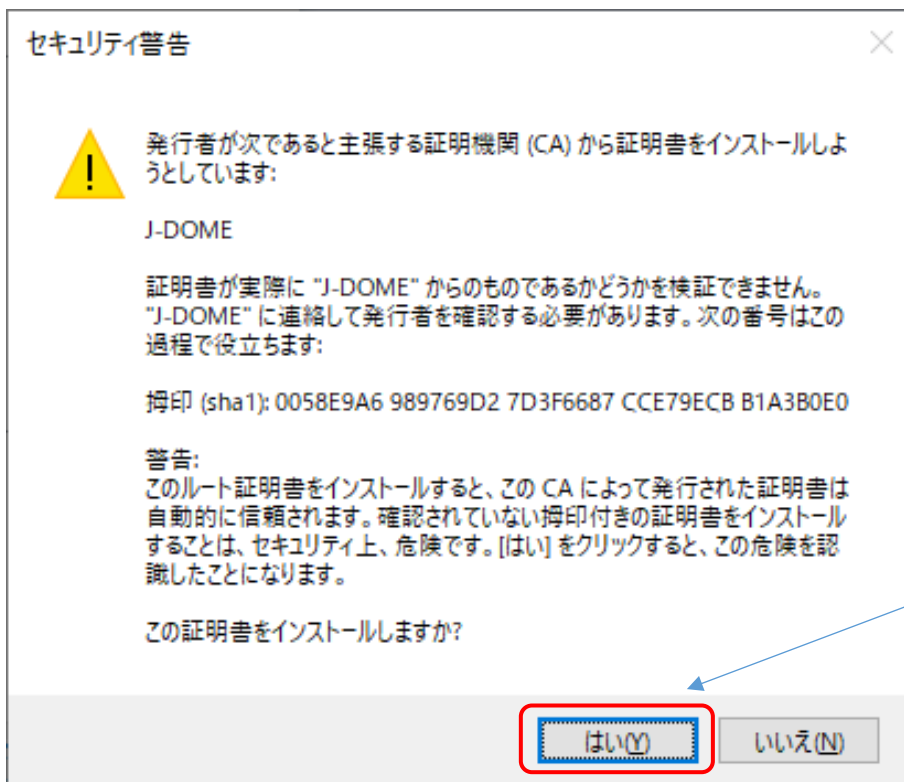 セキュリティ警告
発行者が次であると主張する証明機関 (CA) から証明書をインストールしよ
うとしています:
J-DOME
証明書が実際に "J-DOME" からのものであるかどうかを検証できません。
"J-DOME" に連絡して発行者を確認する必要があります。次の番号はこの
過程で役立ちます:
拇印 (sha1): 0058E9A6 989769D2 7D3F6687 CCE79ECB B1A3B0E0
警告:
このルート証明書をインストールすると、この CA によって発行された証明書は
自動的に信頼されます。確認されていない拇印付きの証明書をインストール
することは、セキュリティ上、危険です。[はい] をクリックすると、この危険を認
識したことになります。
この証明書をインストールしますか?
はい(Y)
いいえ(N)